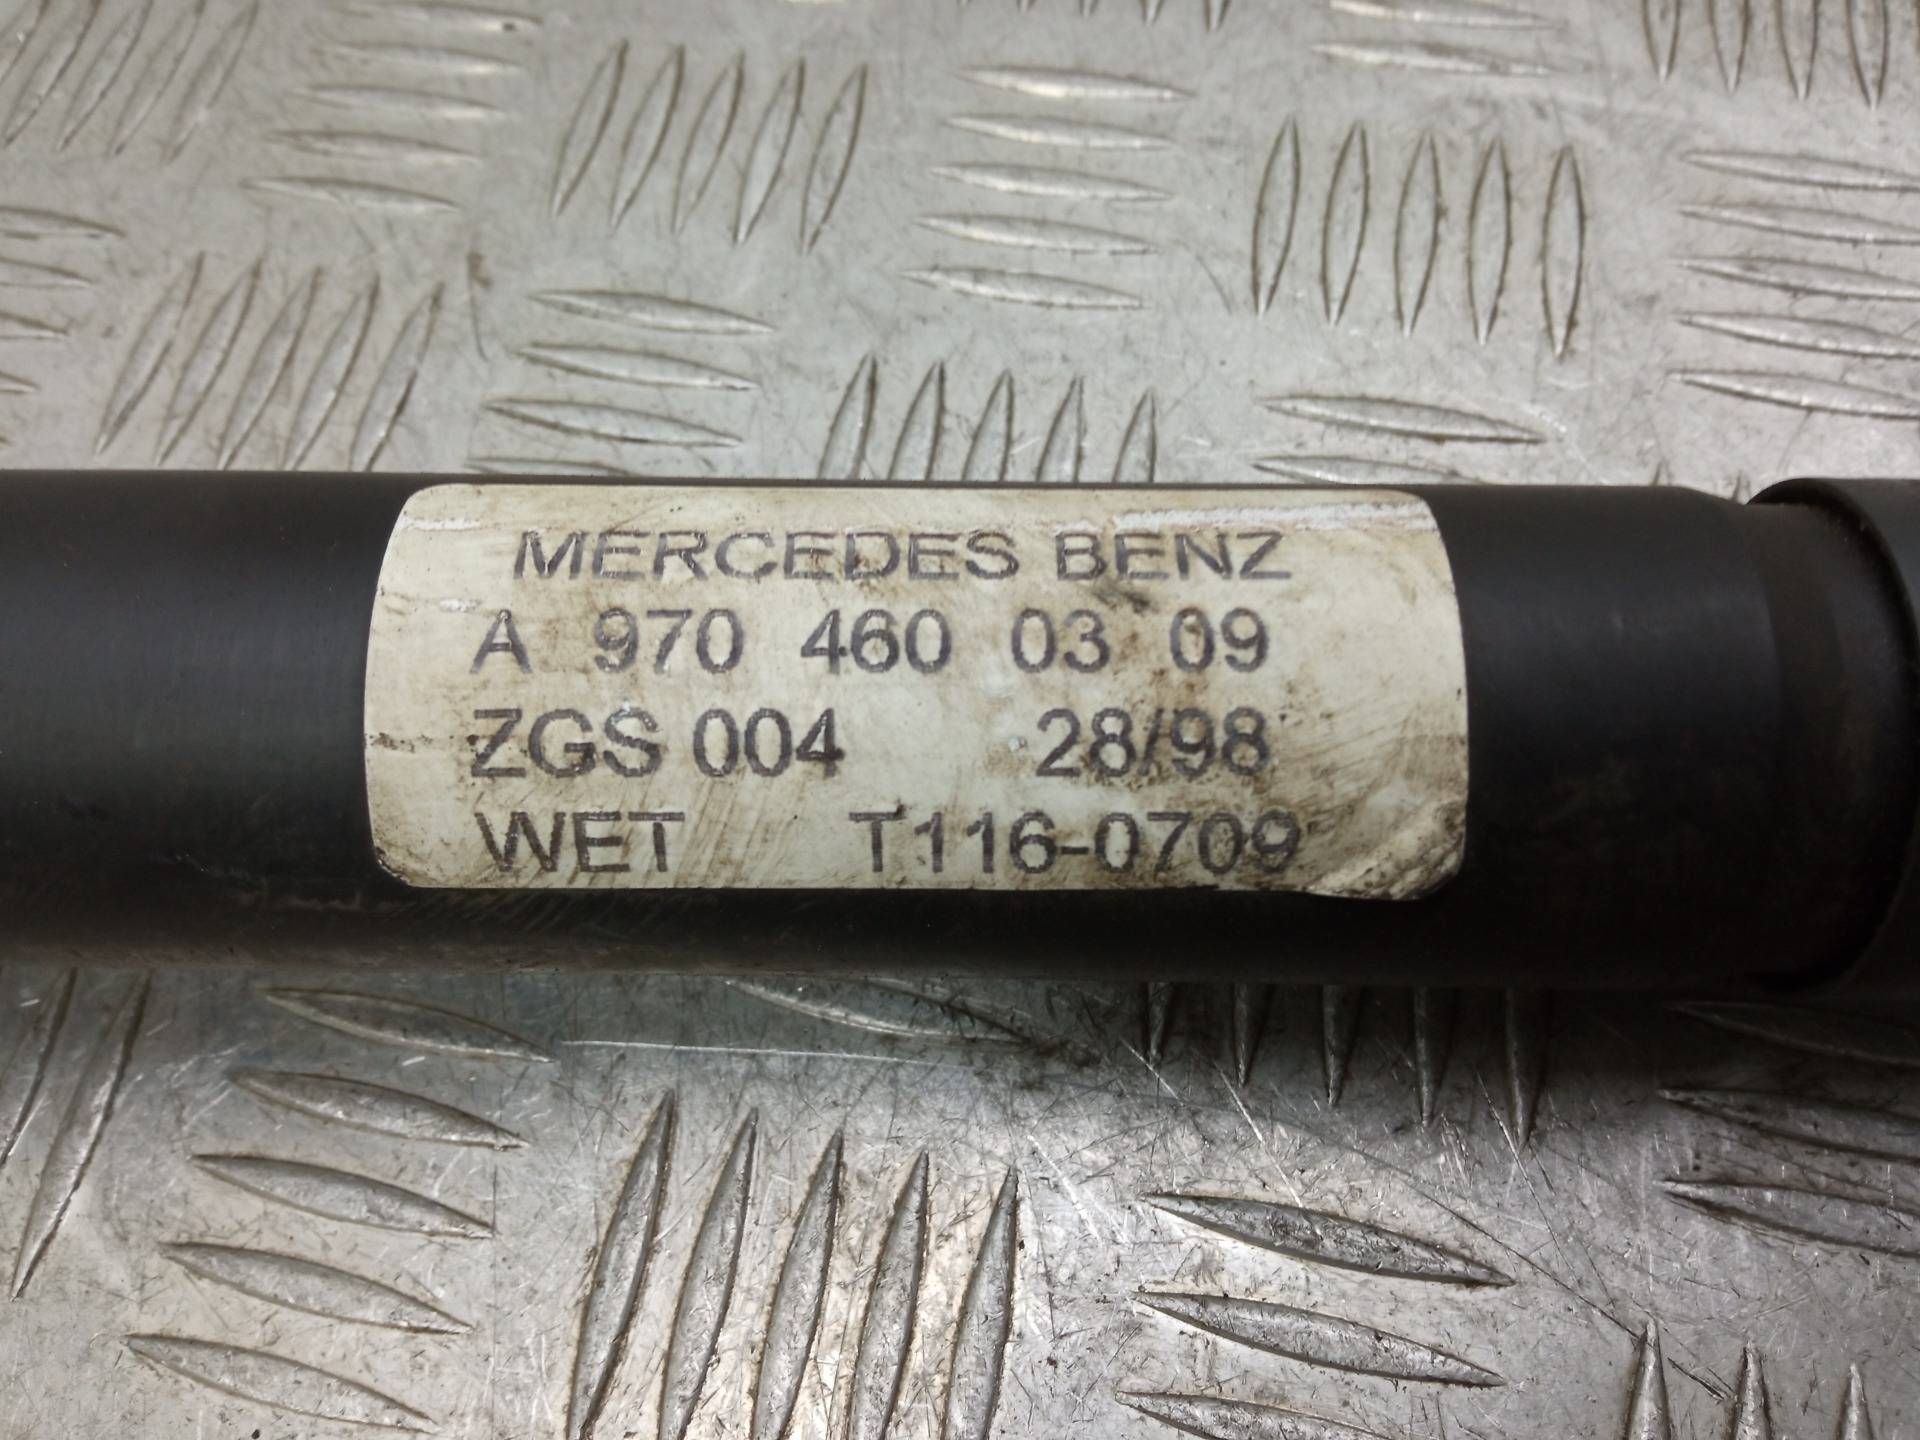 MERCEDES BENZ
A 970 460 03 09
ZGS 004 28/98
WET T116-0709